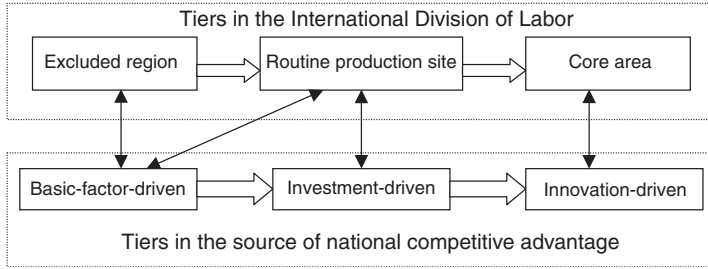 Tiers in the International Division of Labor
Excluded region
Routine production site
Core area
Basic-factor-driven
Investment-driven
Innovation-driven
Tiers in the source of national competitive advantage